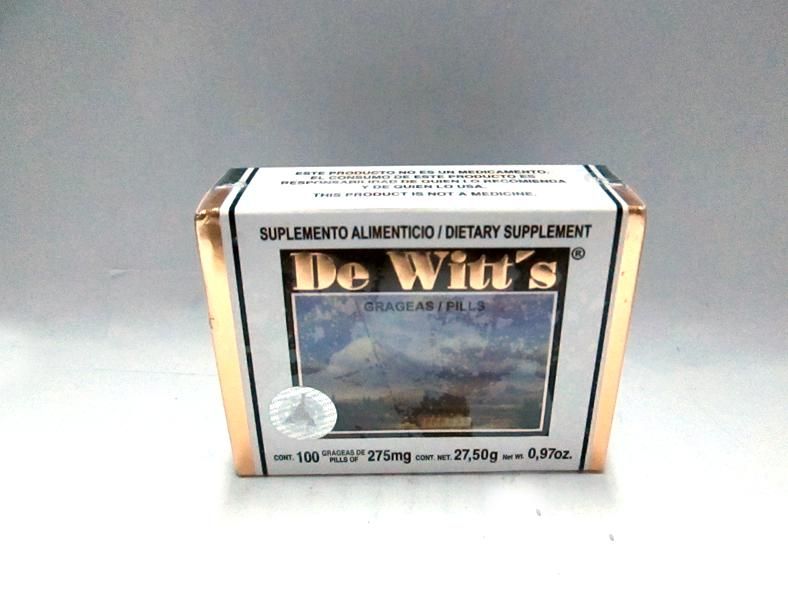 ESTE PRODUCTO NO ES UN MEDICAMENTO,
EL CONSUMO DE ESTE PRODUCTO ES
RESPONSABILIDAD DE QUIEN LO RECOMIENDA
Y DE QUIEN LO USA.
THIS PRODUCT IS NOT A MEDICINE.
SUPLEMENTO ALIMENTICIO / DIETARY SUPPLEMENT
De Witt´s ®
GRAGEAS / PILLS
CONT. 100 GRAGEAS DE PILLS OF 275mg CONT. NET. 27,50g Net Wt. 0,97oz.